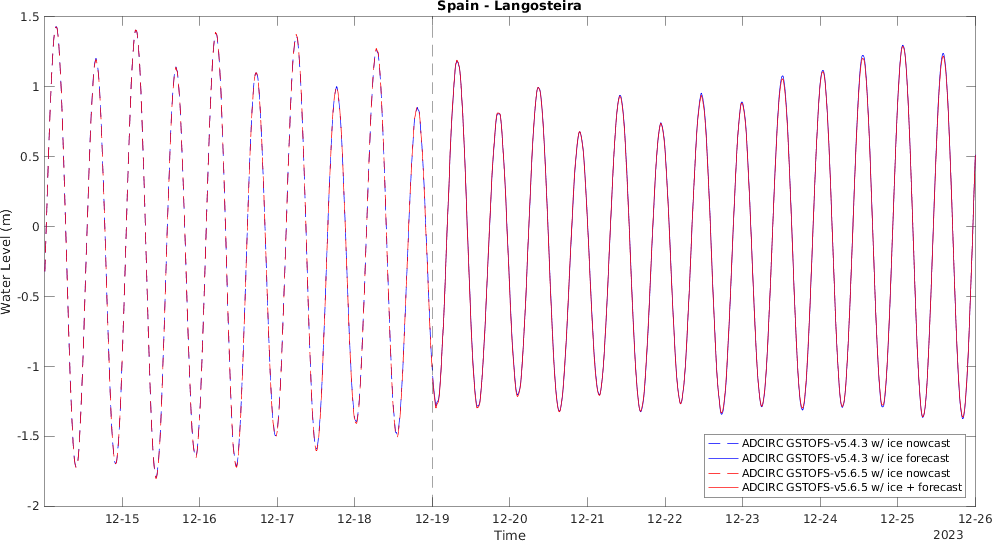 Spain - Langosteira
1.5
1
0.5
0
-0.5
-1
-1.5
-2
Water Level (m)
ADCIRC GSTOFS-v5.4.3 w/ ice nowcast
ADCIRC GSTOFS-v5.4.3 w/ ice forecast
ADCIRC GSTOFS-v5.6.5 w/ ice nowcast
ADCIRC GSTOFS-v5.6.5 w/ ice + forecast
12-15 12-16 12-17 12-18 12-19 12-20 12-21 12-22 12-23 12-24 12-25 12-26
Time
2023